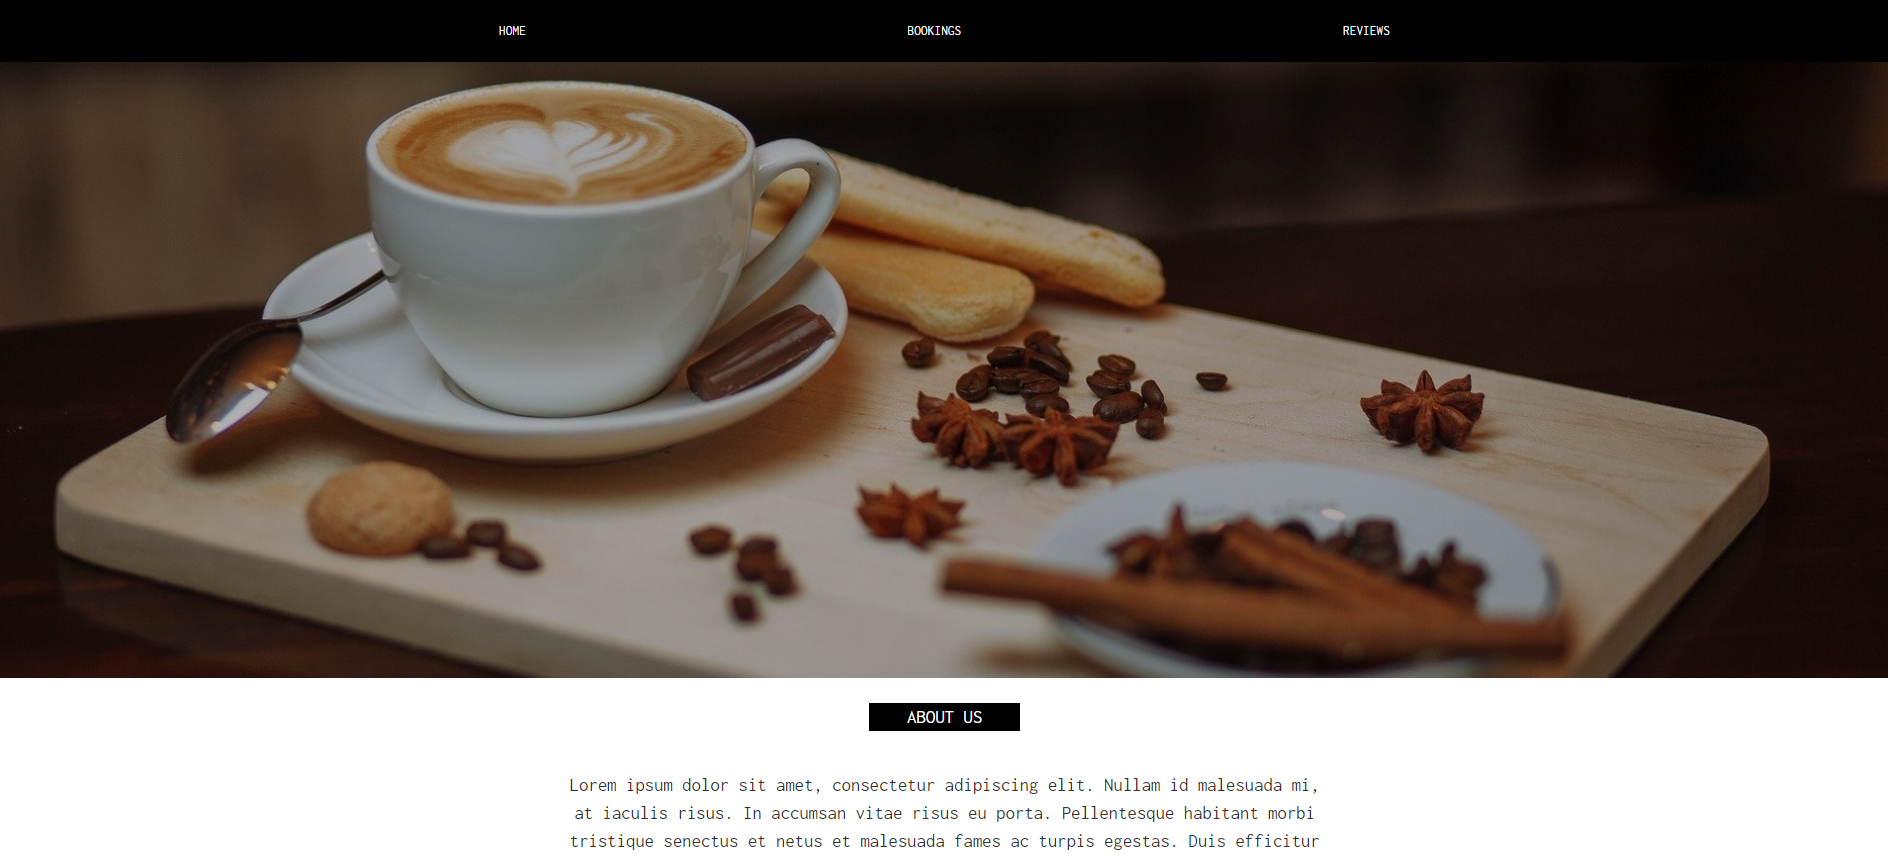 HOME
BOOKINGS
REVIEWS
ABOUT US
Lorem ipsum dolor sit amet, consectetur adipiscing elit. Nullam id malesuada mi,
at iaculis risus. In accumsan vitae risus eu porta. Pellentesque habitant morbi
tristique senectus et netus et malesuada fames ac turpis egestas. Duis efficitur